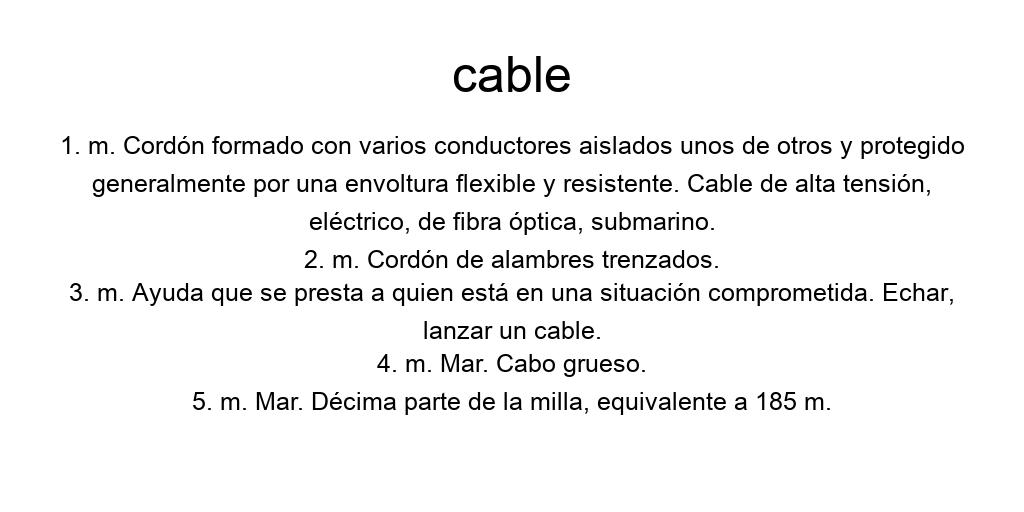 cable
1. m. Cordón formado con varios conductores aislados unos de otros y protegido
generalmente por una envoltura flexible y resistente. Cable de alta tensión,
eléctrico, de fibra óptica, submarino.
2. m. Cordón de alambres trenzados.
3. m. Ayuda que se presta a quien está en una situación comprometida. Echar,
lanzar un cable.
4. m. Mar. Cabo grueso.
5. m. Mar. Décima parte de la milla, equivalente a 185 m.